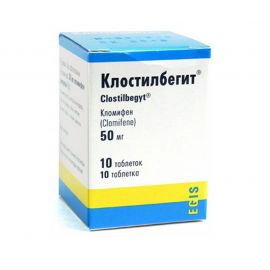 Клостилбегит®
Clostilbegyt®
Кломифен
(Clomifene)
50 мг
10 таблеток
10 таблетка
EGIS